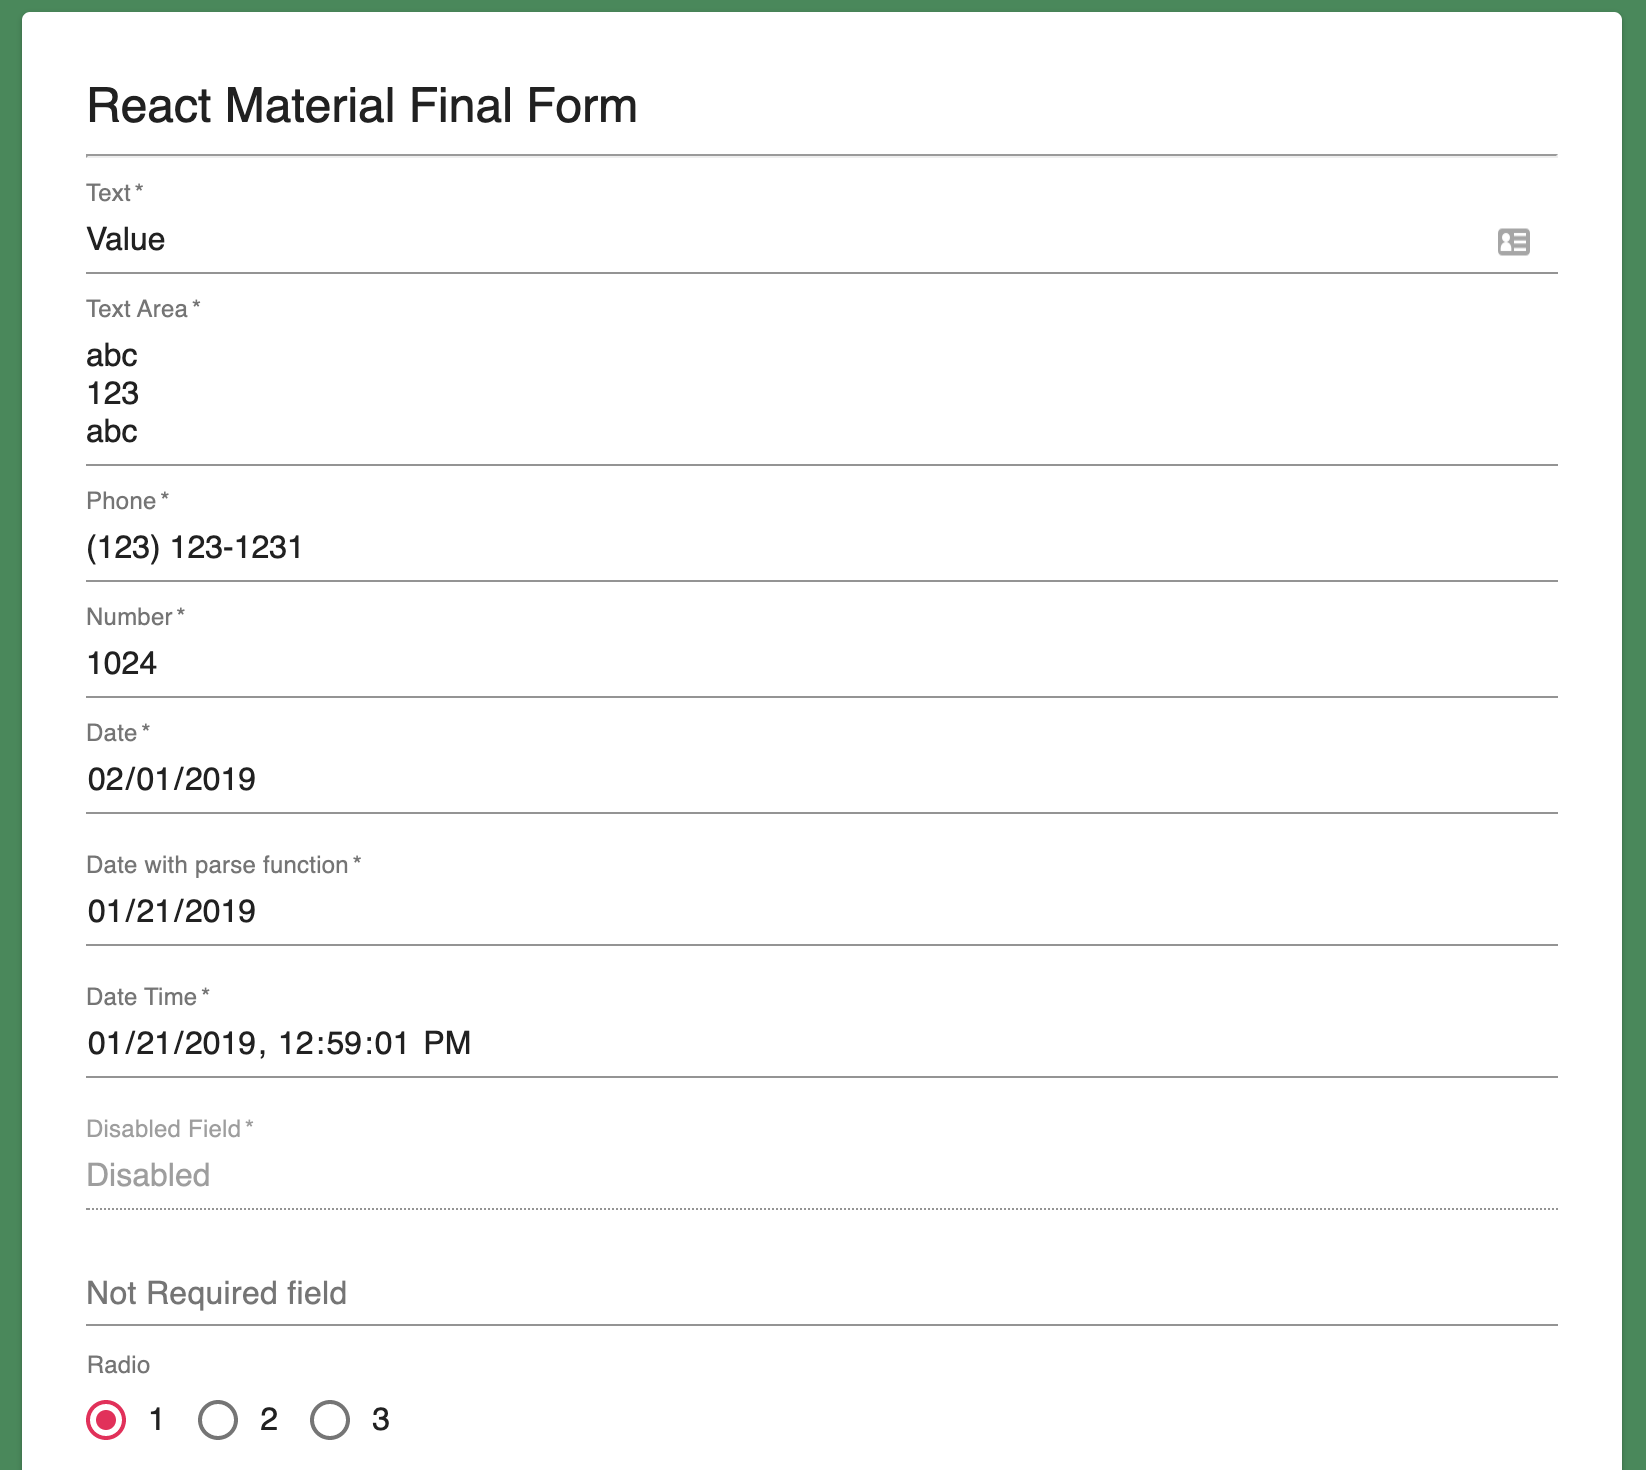 React Material Final Form
Text *
Value
Text Area *
abc
123
abc
Phone *
(123) 123-1231
Number *
1024
Date *
02/01/2019
Date with parse function *
01/21/2019
Date Time *
01/21/2019, 12:59:01 PM
Disabled Field *
Disabled
Not Required field
Radio
1 2 3